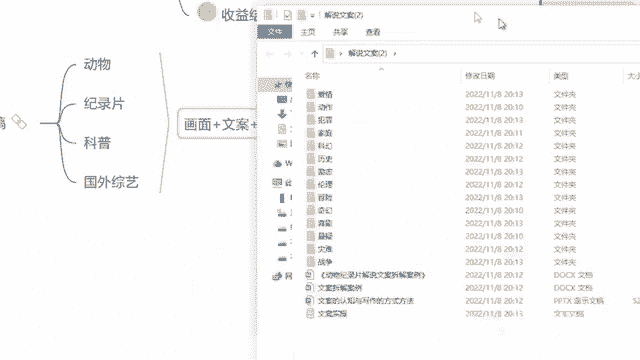 收益
动物
纪录片
科普
国外综艺
稿
画面+文案+
解说文案(2)
文件 主页 共享 查看
解说文案(2)
名称 修改日期 类型 大小
爱情 2022/11/8 20:13 文件夹
动作 2022/11/8 20:10 文件夹
犯罪 2022/11/8 20:13 文件夹
家庭 2022/11/8 20:11 文件夹
科幻 2022/11/8 20:12 文件夹
历史 2022/11/8 20:12 文件夹
励志 2022/11/8 20:13 文件夹
伦理 2022/11/8 20:12 文件夹
冒险 2022/11/8 20:13 文件夹
奇幻 2022/11/8 20:10 文件夹
喜剧 2022/11/8 20:13 文件夹
悬疑 2022/11/8 20:10 文件夹
灾难 2022/11/8 20:12 文件夹
战争 2022/11/8 20:13 文件夹
《动物纪录片解说文案拆解案例》 2022/11/8 20:12 DOCX 文档
文案拆解案例 2022/11/8 20:12 DOCX 文档
文案的认知与写作的方式方法 2022/11/8 20:12 PPTX 演示文稿
文案实操 2022/11/8 20:13